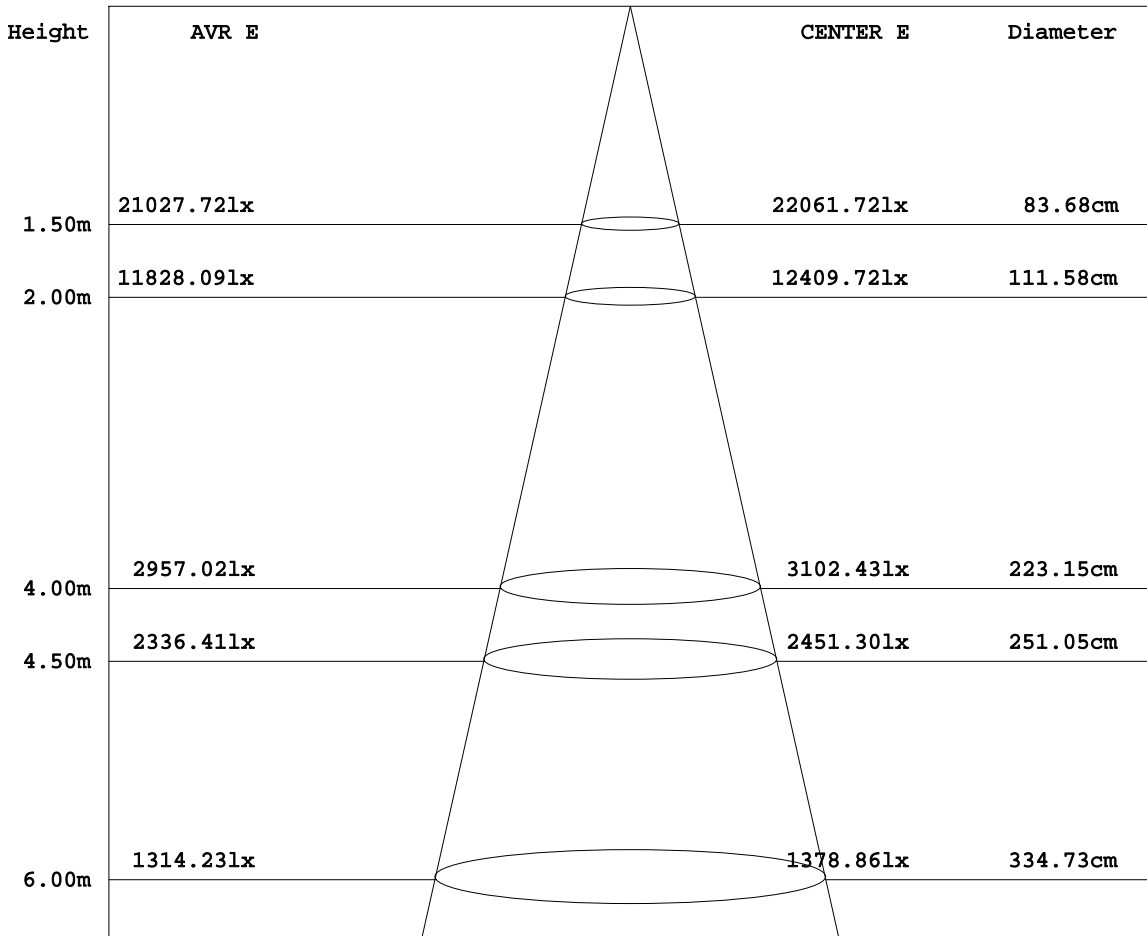 Height AVR E CENTER E Diameter
21027.72lx 22061.72lx 83.68cm
1.50m
11828.09lx 12409.72lx 111.58cm
2.00m
2957.02lx 3102.43lx 223.15cm
4.00m
2336.41lx 2451.30lx 251.05cm
4.50m
1314.23lx 1378.86lx 334.73cm
6.00m